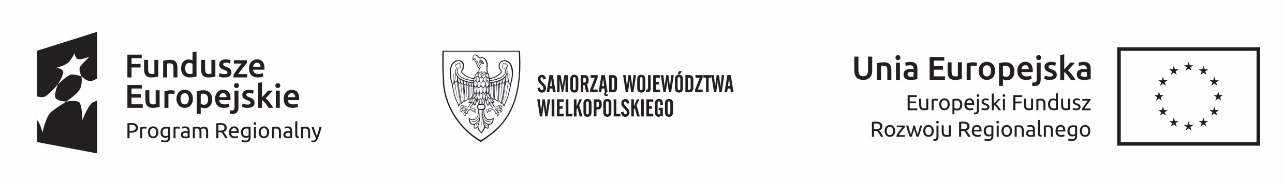 Fundusze
Europejskie
Program Regionalny
SAMORZĄD WOJEWÓDZTWA
WIELKOPOLSKIEGO
Unia Europejska
Europejski Fundusz
Rozwoju Regionalnego